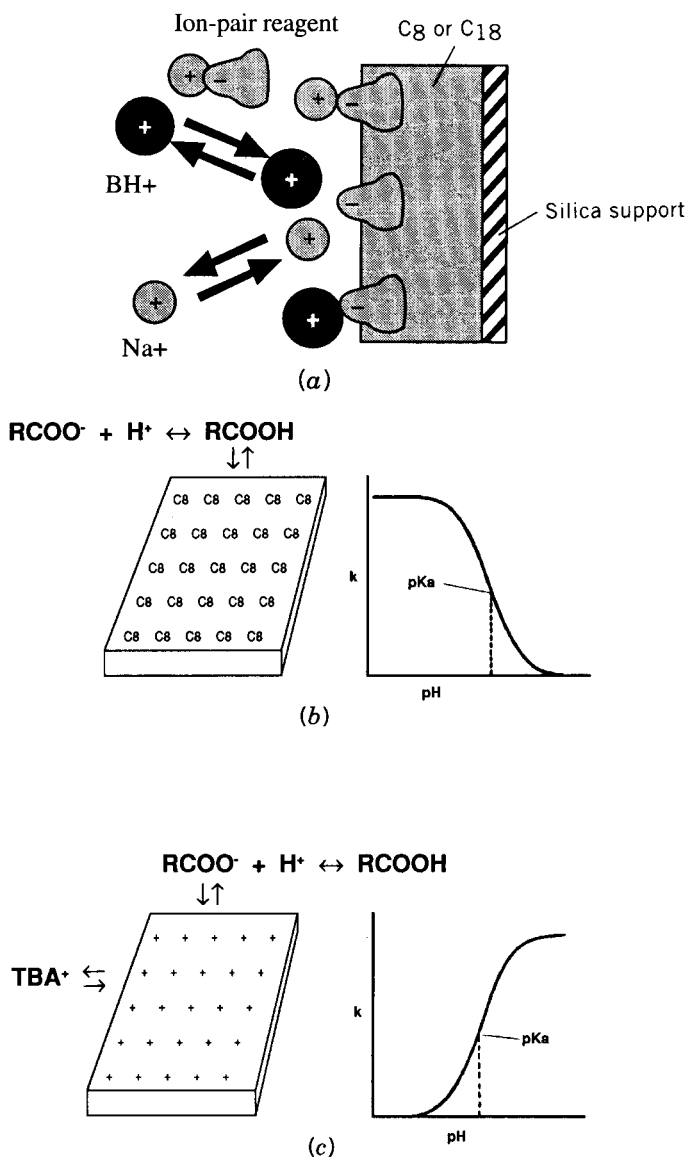 Ion-pair reagent
C8 or C18
+ −
+ −
+
BH+
+
−
+
Silica support
+
Na+
+ −
(a)
RCOO- + H+ ↔ RCOOH
↓↑
C8 C8 C8 C8 C8
C8 C8 C8 C8 C8
C8 C8 C8 C8 C8
C8 C8 C8 C8 C8
C8 C8 C8 C8 C8
k
pKa
pH
(b)
RCOO- + H+ ↔ RCOOH
↓↑
TBA+ ⇆
+ + + + +
+ + + + +
+ + + + +
+ + + + +
+ + + + +
k
pKa
pH
(c)